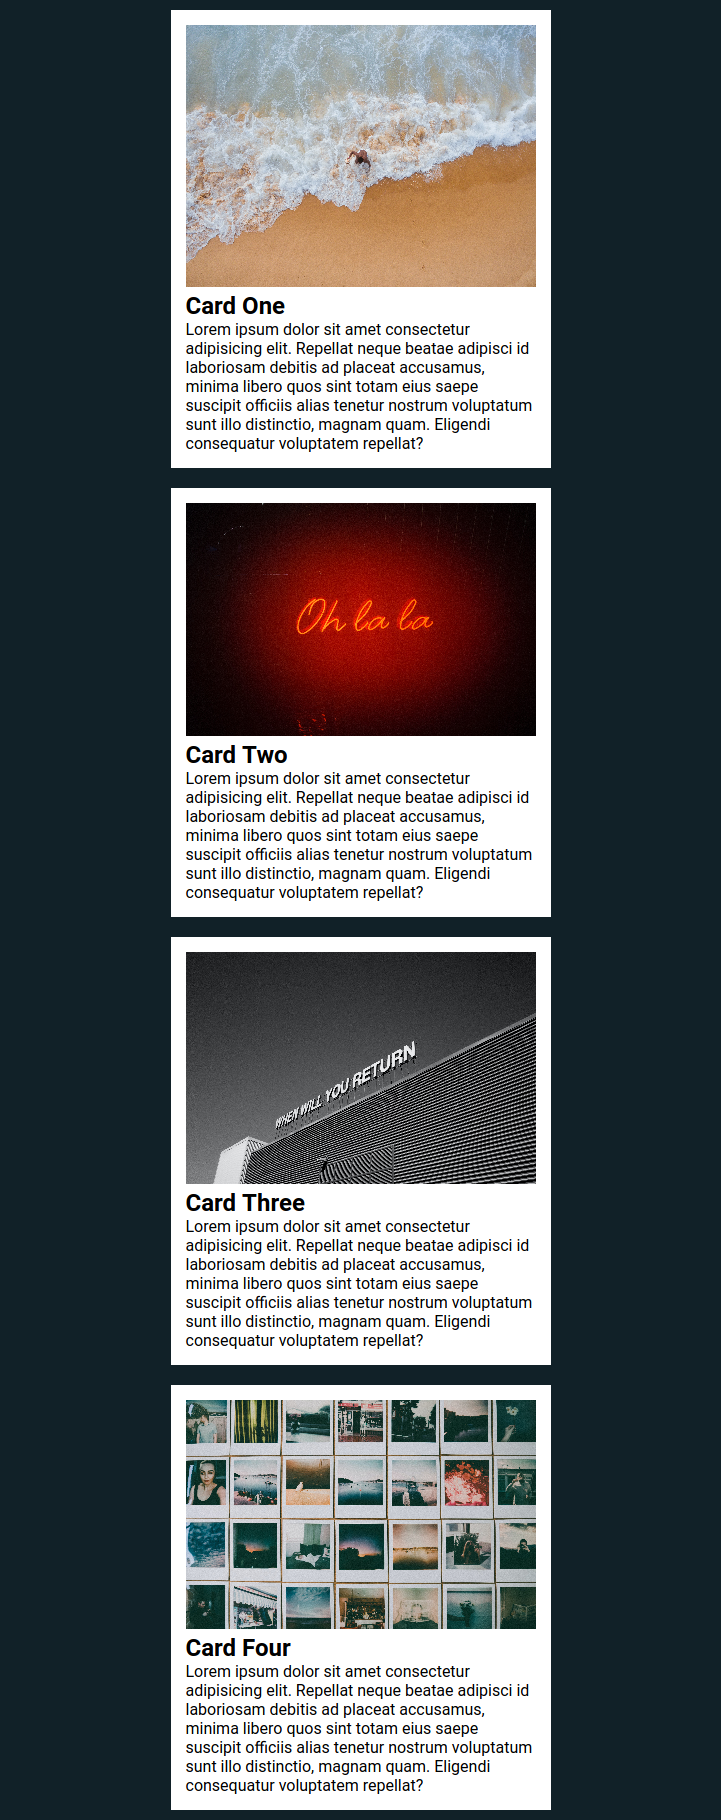 Card One
Lorem ipsum dolor sit amet consectetur
adipisicing elit. Repellat neque beatae adipisci id
laboriosam debitis ad placeat accusamus,
minima libero quos sint totam eius saepe
suscipit officiis alias tenetur nostrum voluptatum
sunt illo distinctio, magnam quam. Eligendi
consequatur voluptatem repellat?
Oh la la
Card Two
Lorem ipsum dolor sit amet consectetur
adipisicing elit. Repellat neque beatae adipisci id
laboriosam debitis ad placeat accusamus,
minima libero quos sint totam eius saepe
suscipit officiis alias tenetur nostrum voluptatum
sunt illo distinctio, magnam quam. Eligendi
consequatur voluptatem repellat?
WHEN WILL YOU RETURN
Card Three
Lorem ipsum dolor sit amet consectetur
adipisicing elit. Repellat neque beatae adipisci id
laboriosam debitis ad placeat accusamus,
minima libero quos sint totam eius saepe
suscipit officiis alias tenetur nostrum voluptatum
sunt illo distinctio, magnam quam. Eligendi
consequatur voluptatem repellat?
Card Four
Lorem ipsum dolor sit amet consectetur
adipisicing elit. Repellat neque beatae adipisci id
laboriosam debitis ad placeat accusamus,
minima libero quos sint totam eius saepe
suscipit officiis alias tenetur nostrum voluptatum
sunt illo distinctio, magnam quam. Eligendi
consequatur voluptatem repellat?